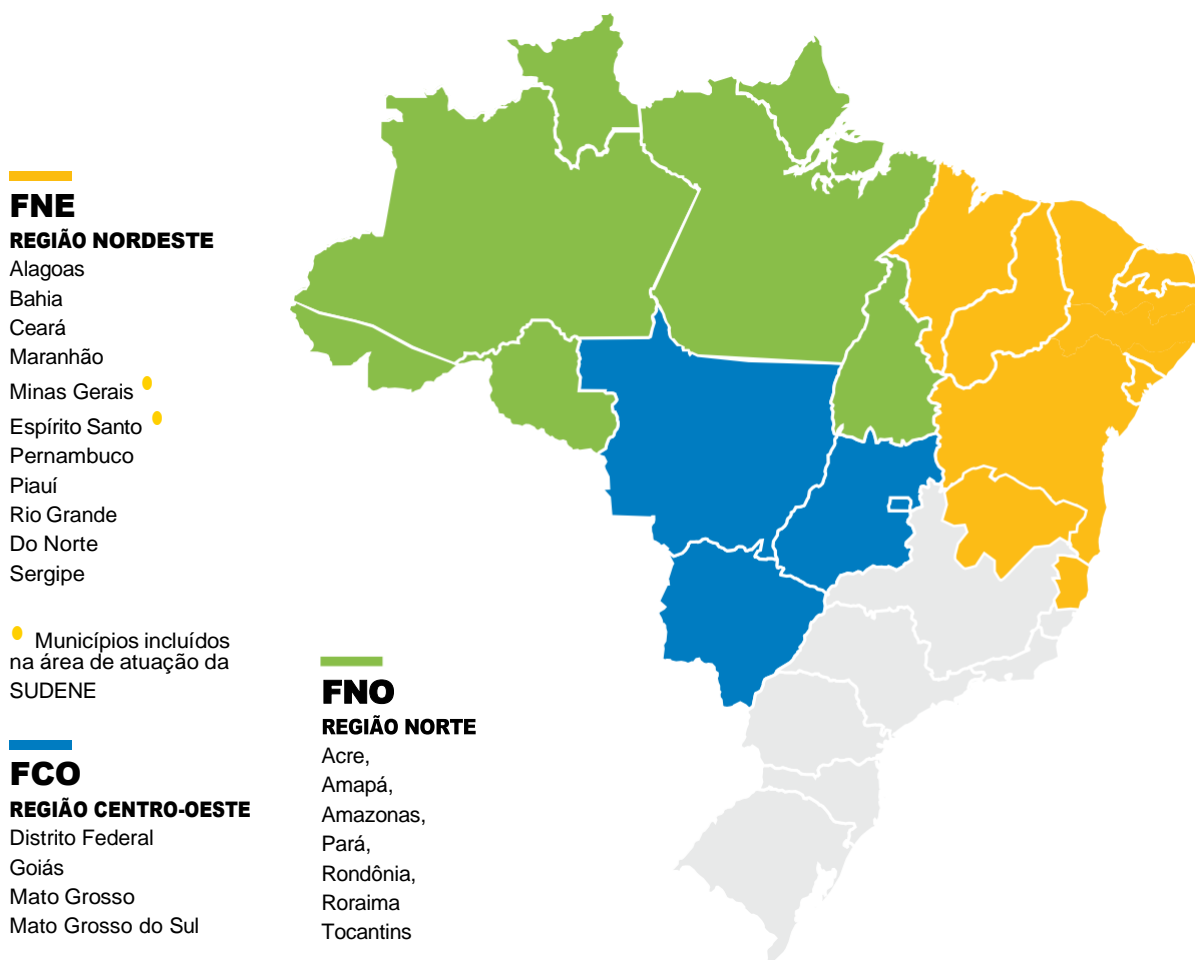 FNE
REGIÃO NORDESTE
Alagoas
Bahia
Ceará
Maranhão
Minas Gerais
Espírito Santo
Pernambuco
Piauí
Rio Grande
Do Norte
Sergipe
Municípios incluídos
na área de atuação da
SUDENE
FCO
REGIÃO CENTRO-OESTE
Distrito Federal
Goiás
Mato Grosso
Mato Grosso do Sul
FNO
REGIÃO NORTE
Acre,
Amapá,
Amazonas,
Pará,
Rondônia,
Roraima
Tocantins